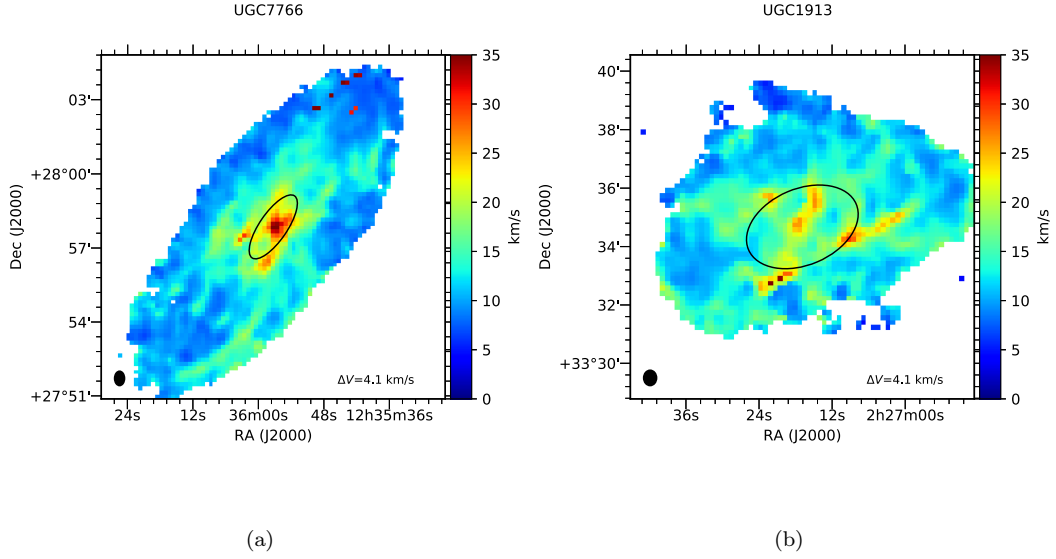 UGC7766
03'
+28°00'
57'
54'
+27°51'
Dec (J2000)
24s 12s 36m00s 48s 12h35m36s
RA (J2000)
ΔV=4.1 km/s
35
30
25
20
15
10
5
0
km/s
(a)
UGC1913
40'
38'
36'
34'
32'
+33°30'
Dec (J2000)
36s 24s 12s 2h27m00s
RA (J2000)
ΔV=4.1 km/s
35
30
25
20
15
10
5
0
km/s
(b)